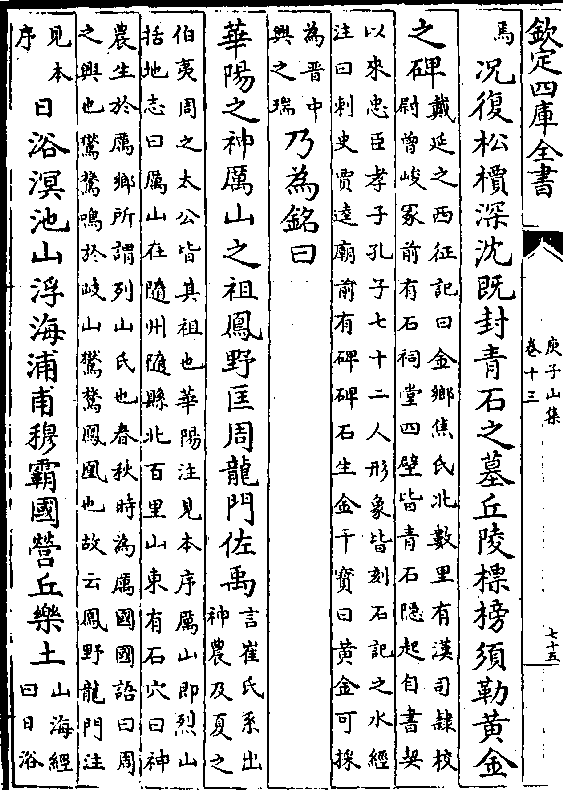 欽定四庫全書
庾子山集
卷十三
七十五
焉
况復松檟深沈既封青石之墓丘陵標榜須勒黃金
之碑
戴延之西征記曰金鄉焦氏北數里有漢司隸校
尉曾峻冢前有石祠堂四壁皆青石隱起自書契
以來忠臣孝子孔子七十二人形象皆刻石記之水經
注曰刺史賈逵廟前有碑碑石生金干寶曰黃金可採
為晉中
興之瑞
乃為銘曰
華陽之神厲山之祖鳳野匡周龍門佐禹
言崔氏系出
神農及夏之
伯夷周之太公皆其祖也華陽注見本序厲山即烈山
括地志曰厲山在隨州隨縣北百里山東有石穴曰神
農生於厲鄉所謂列山氏也春秋時為厲國國語曰周
之興也鸑鷟鳴於岐山鸑鷟鳳凰也故云鳳野龍門注
見本
序
日浴溟池山浮海浦甫穆霸國營丘樂土
山海經
曰日浴